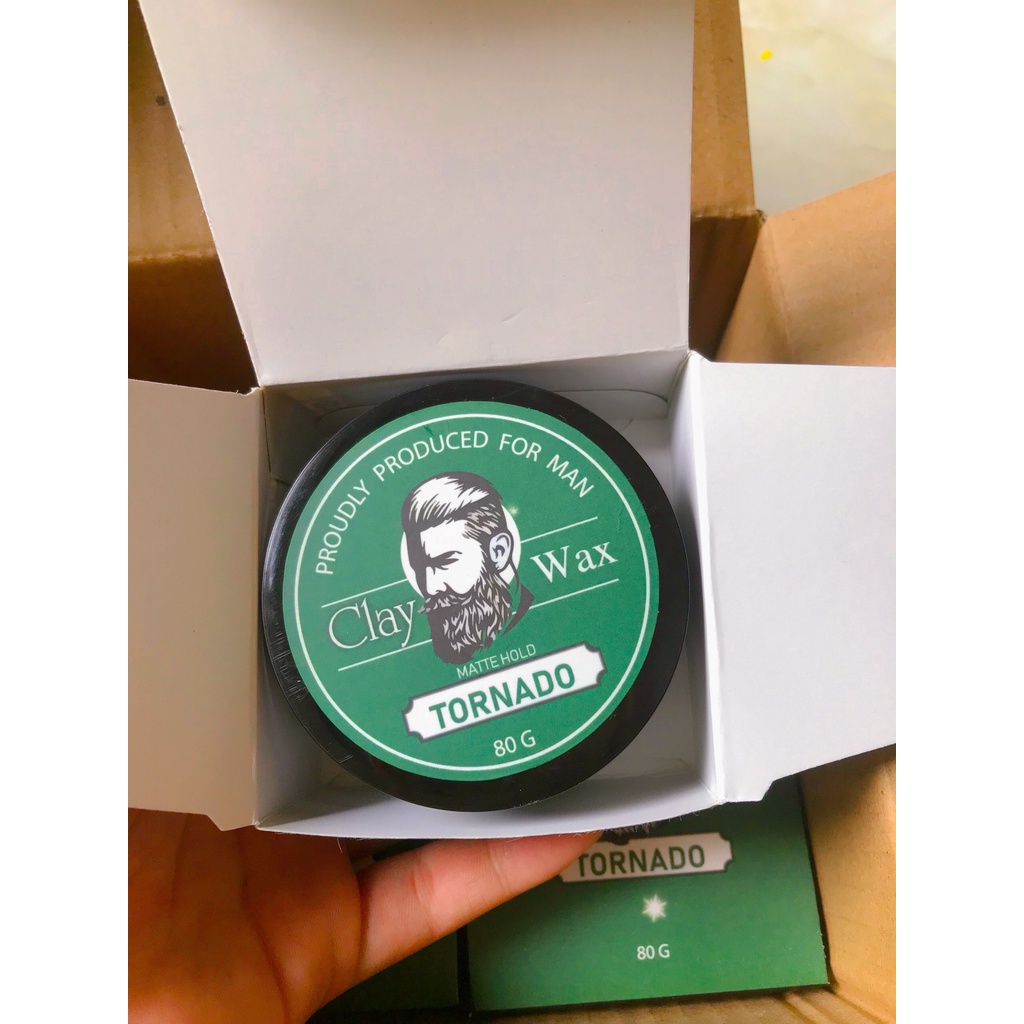 PROUDLY PRODUCED FOR MAN
Clay Wax
MATTE HOLD
TORNADO
80 G
TORNADO
80 G